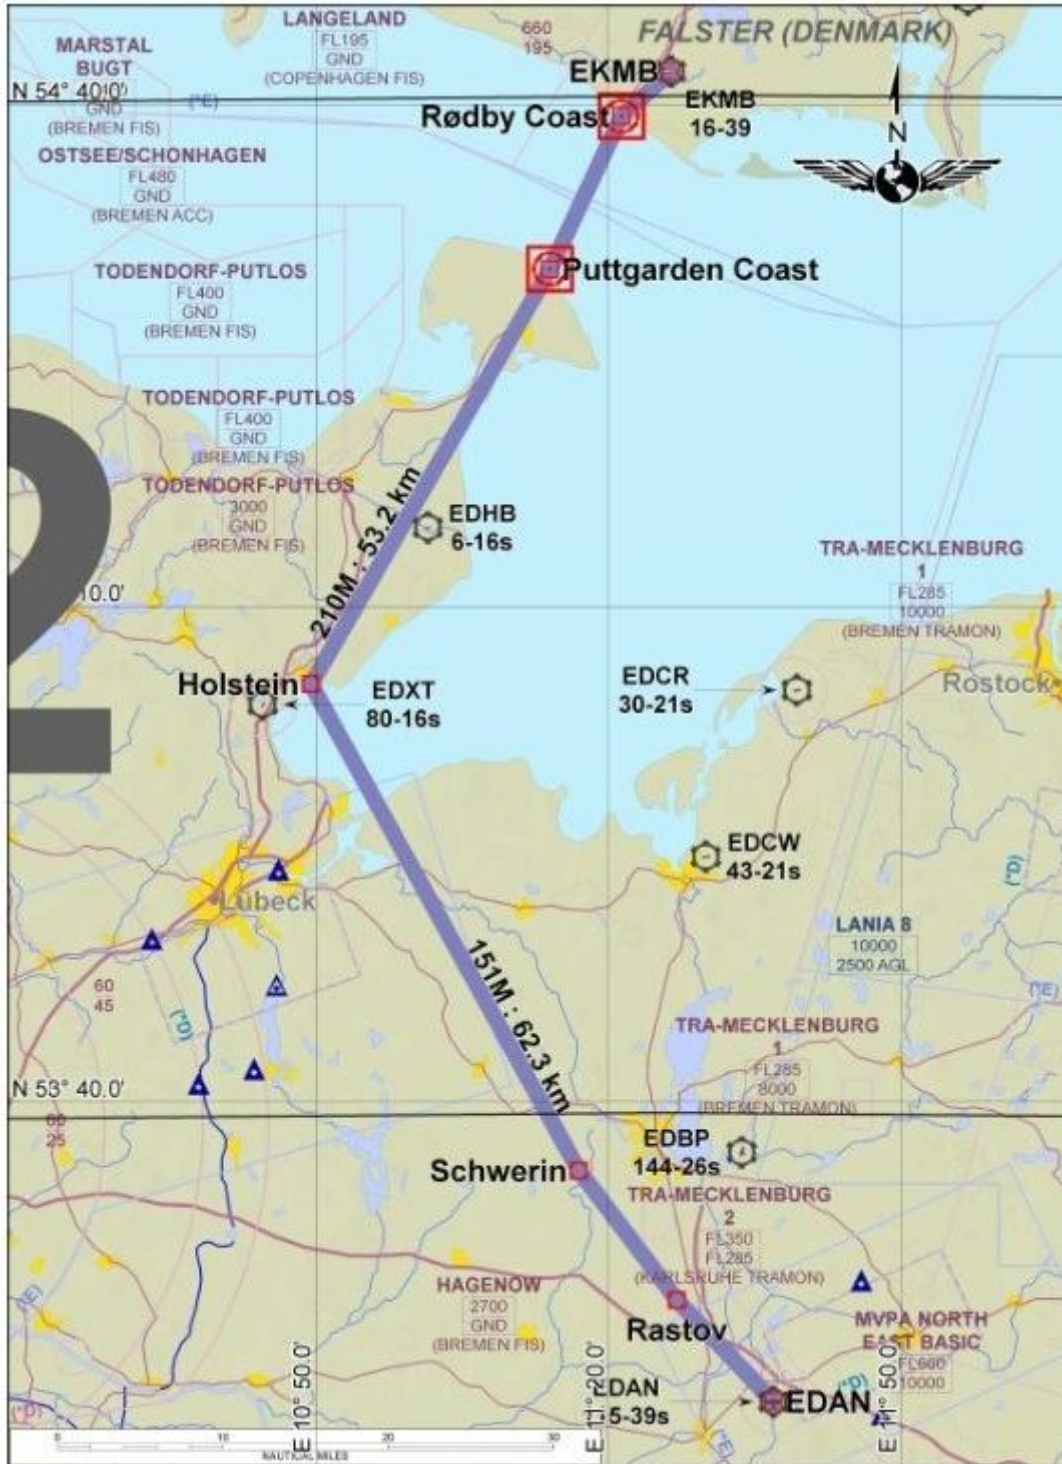 LANGELAND
FL195
GND
(COPENHAGEN FIS)
660
195
FALSTER (DENMARK)
MARSTAL
BUGT
GND
(BREMEN FIS)
N 54° 40.0'
(*E)
EKMB
EKMB
16-39
Rødby Coast
N
OSTSEE/SCHONHAGEN
FL480
GND
(BREMEN ACC)
Puttgarden Coast
TODENDORF-PUTLOS
FL400
GND
(BREMEN FIS)
TODENDORF-PUTLOS
FL400
GND
(BREMEN FIS)
TODENDORF-PUTLOS
3000
GND
(BREMEN FIS)
2
210M ; 53,2 km
EDHB
6-16s
TRA-MECKLENBURG
1
FL285
10000
(BREMEN TRAMON)
10.0'
Holstein
EDXT
80-16s
EDCR
30-21s
Rostock
EDCW
43-21s
Lübeck
(*D)
LANIA 8
10000
2500 AGL
151M ; 62,3 km
60
45
(*D)
(*E)
TRA-MECKLENBURG
1
FL285
8000
(BREMEN TRAMON)
N 53° 40.0'
60
25
EDBP
144-26s
Schwerin
TRA-MECKLENBURG
2
FL350
FL285
(KARLSRUHE TRAMON)
HAGENOW
2700
GND
(BREMEN FIS)
(*E)
Rastov
MVPA NORTH
EAST BASIC
FL660
10000
E 10° 50.0'
E 11° 20.0'
E 11° 50.0'
EDAN
5-39s
EDAN
(*D)
(*D)
(*E)
0
10
20
30
NAUTICAL MILES